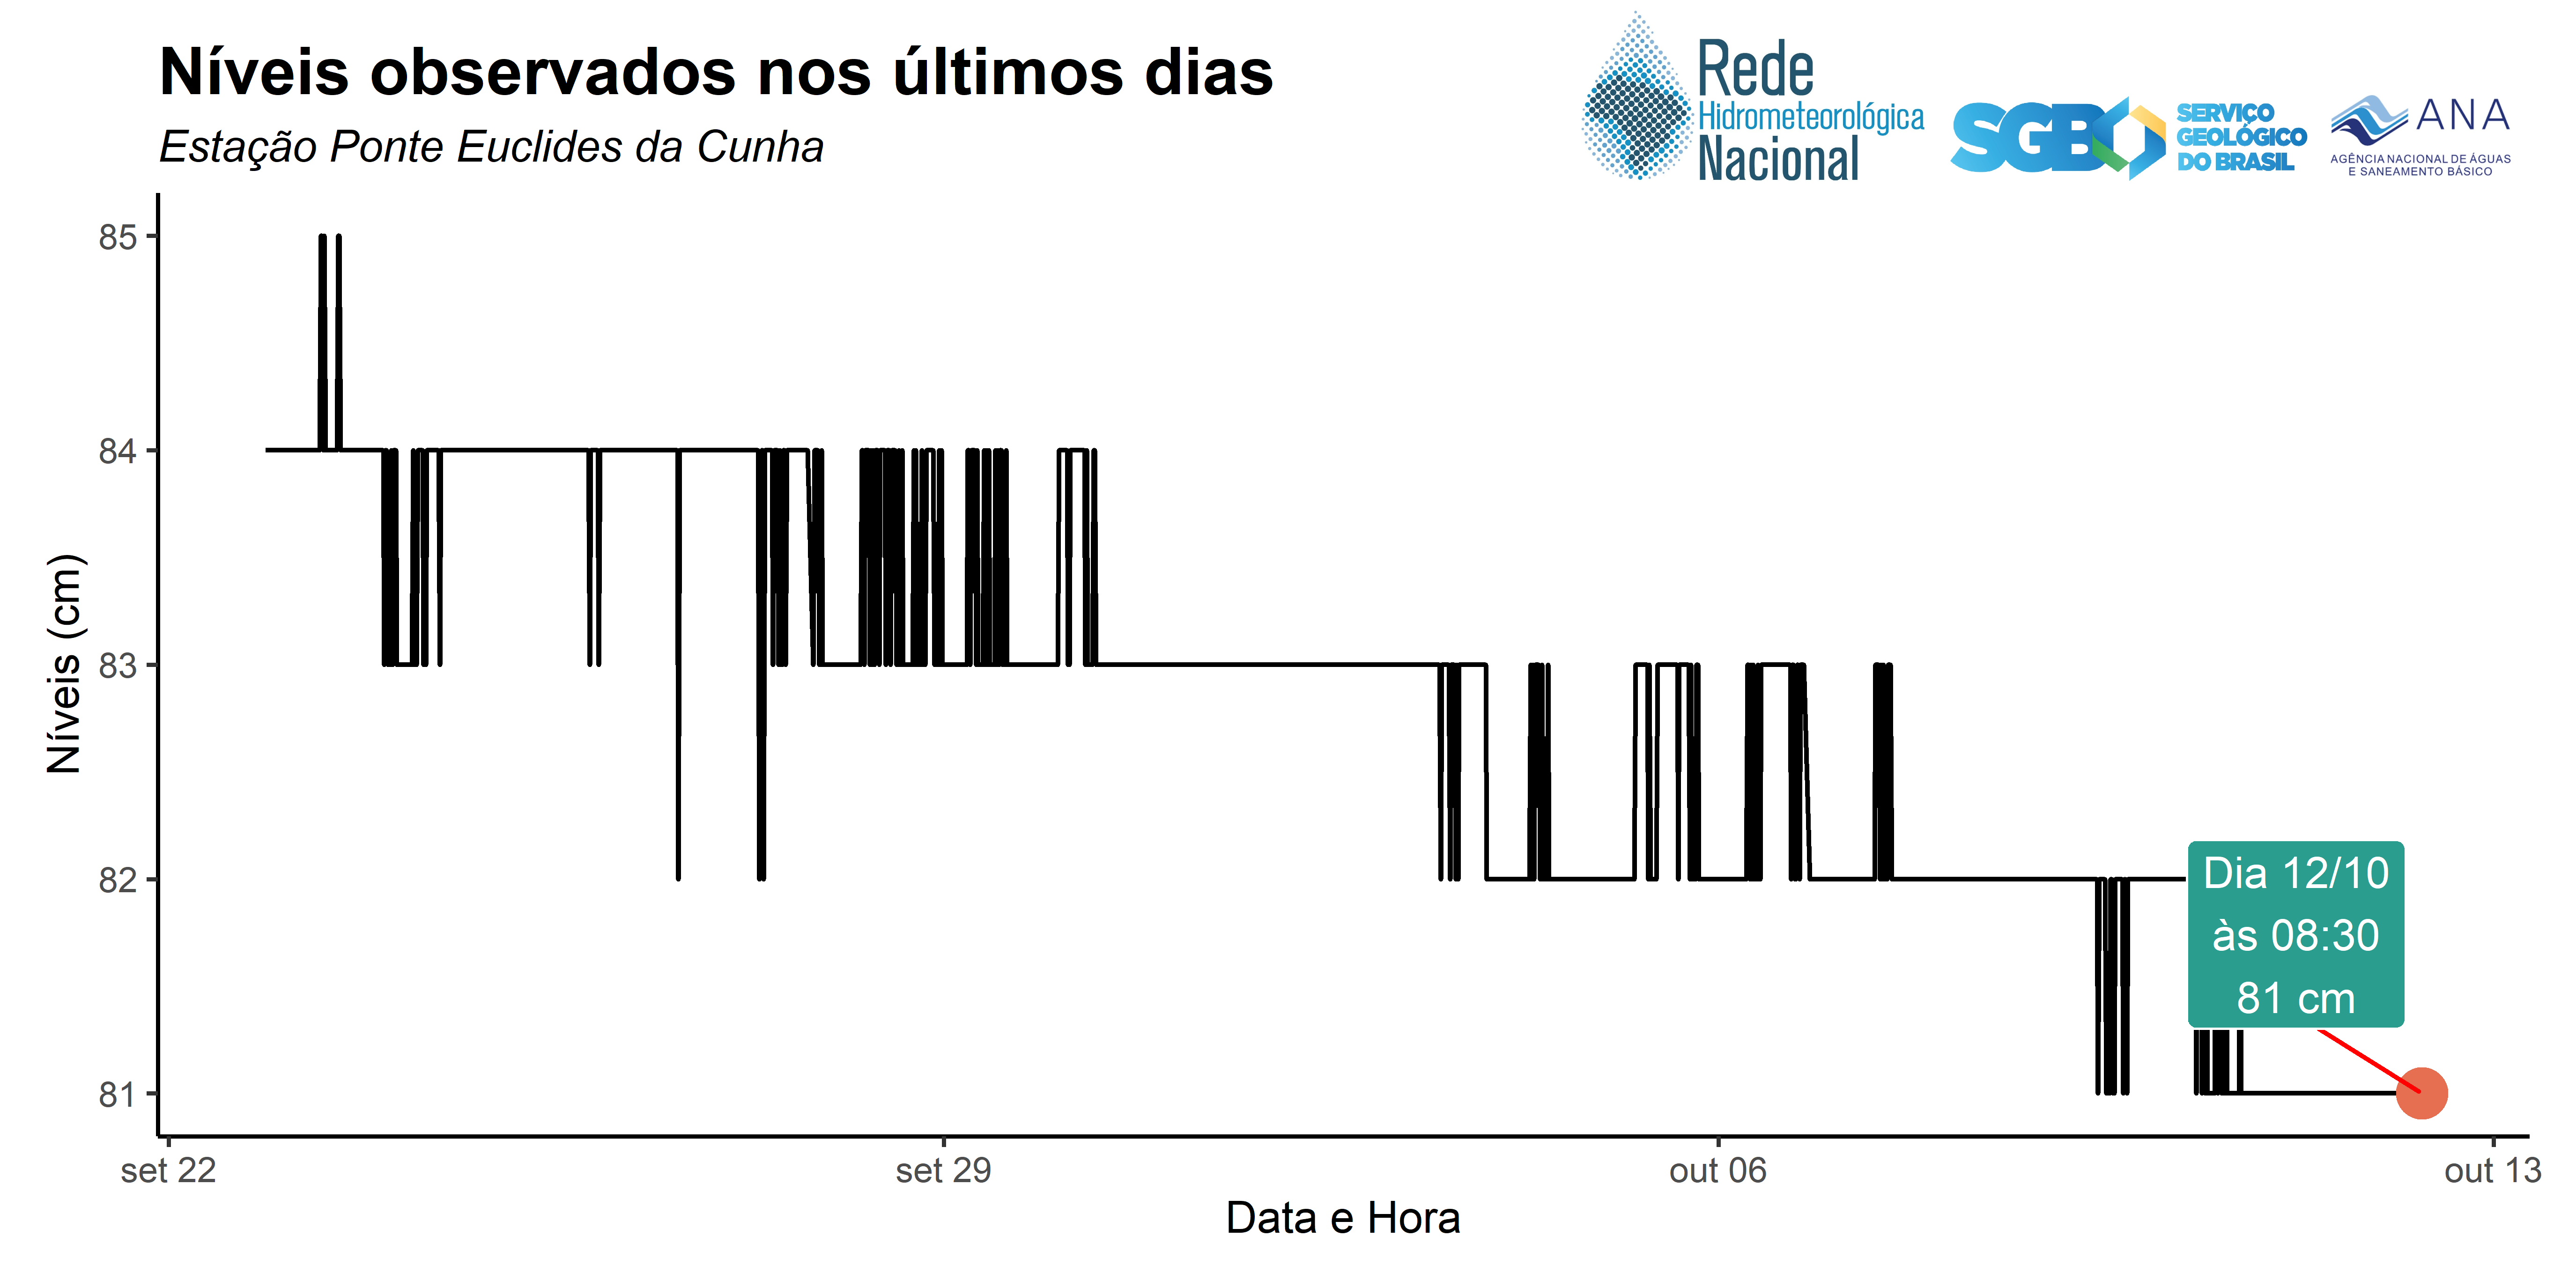 Níveis observados nos últimos dias
Estação Ponte Euclides da Cunha
Rede
Hidrometeorológica
Nacional
SGB
SERVIÇO
GEOLÓGICO
DO BRASIL
ANA
AGÊNCIA NACIONAL DE ÁGUAS
E SANEAMENTO BÁSICO
Níveis (cm)
85
84
83
82
81
Dia 12/10
às 08:30
81 cm
set 22
set 29
out 06
out 13
Data e Hora